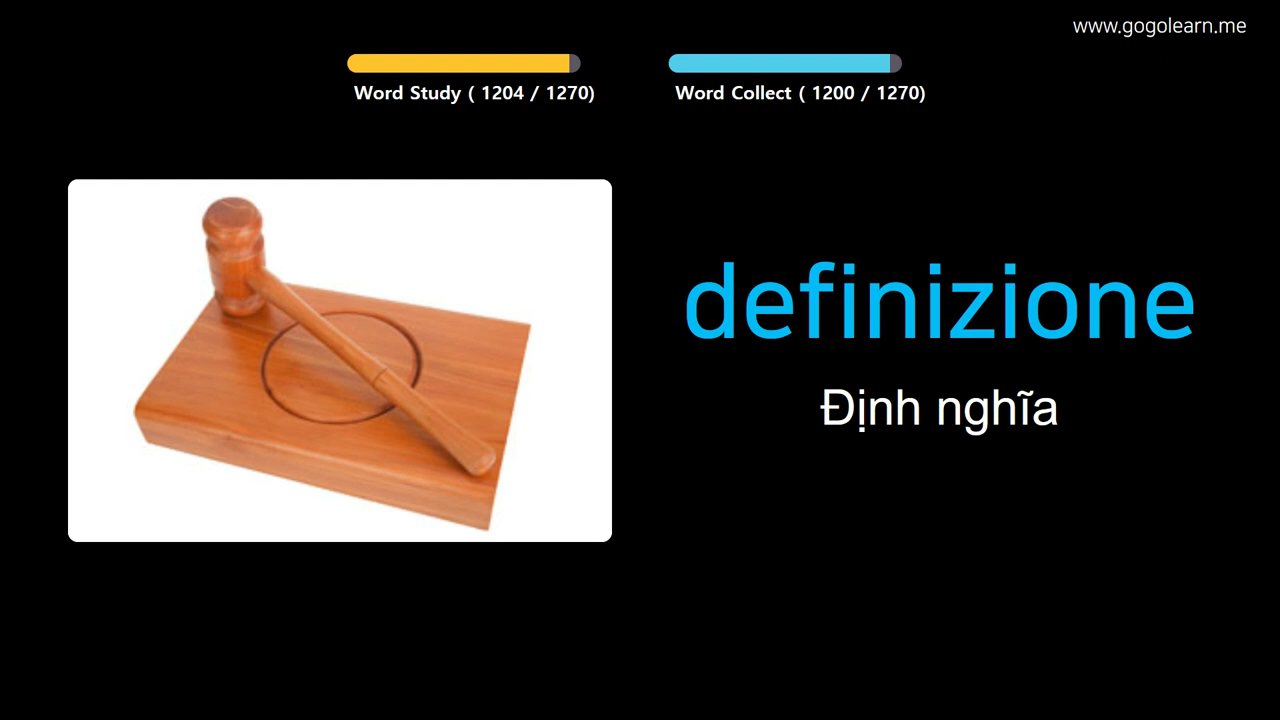 www.gogolearn.me
Word Study ( 1204 / 1270)
Word Collect ( 1200 / 1270)
definizione
Định nghĩa